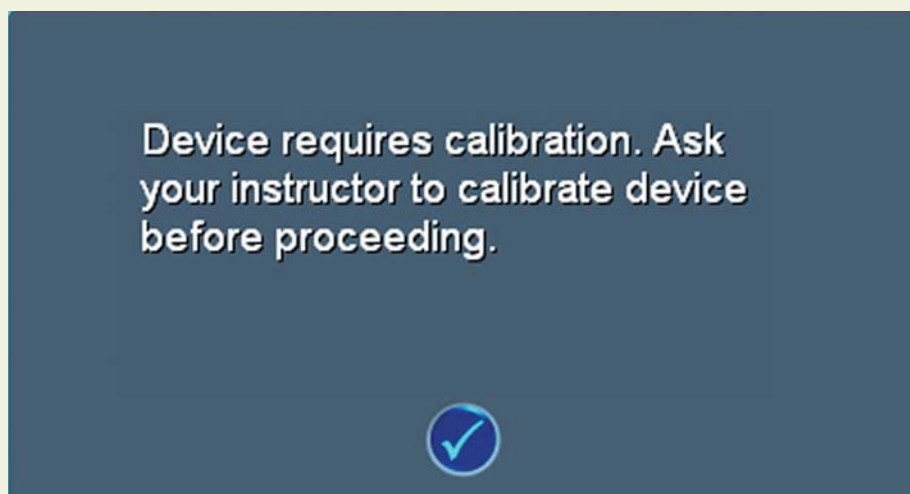 Device requires calibration. Ask
your instructor to calibrate device
before proceeding.